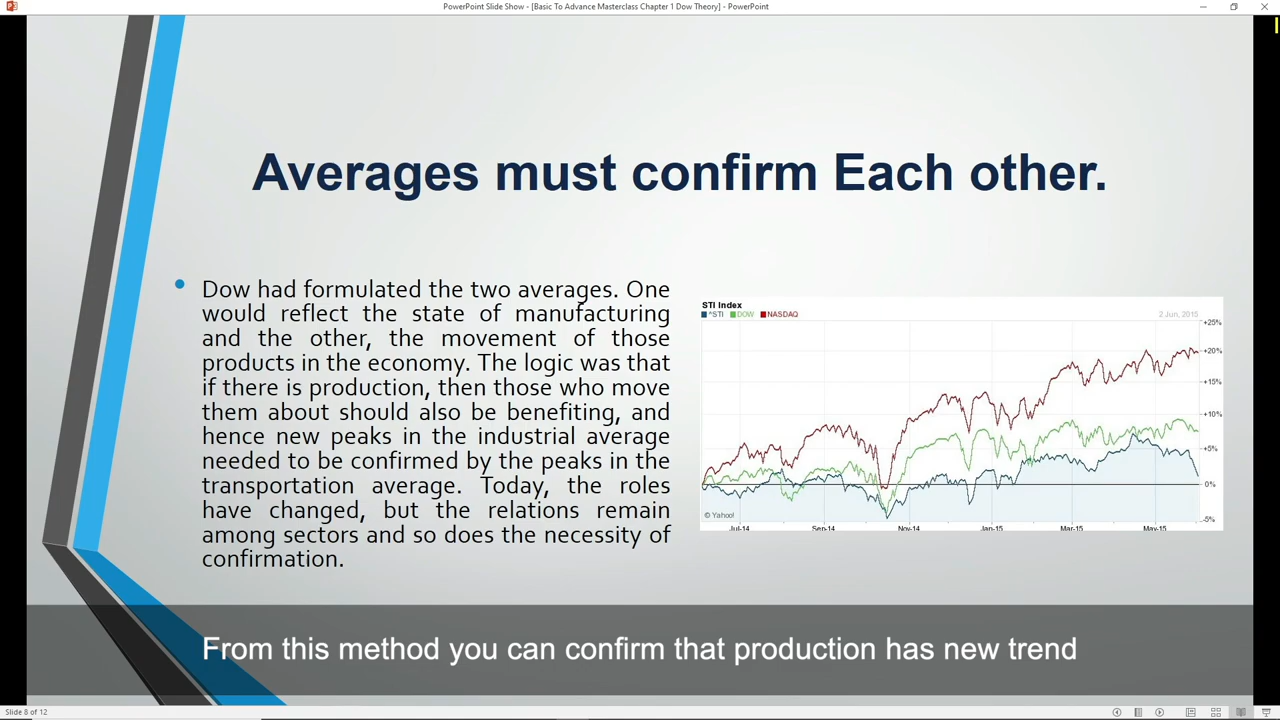 PowerPoint Slide Show - [Basic To Advance Masterclass Chapter 1 Dow Theory] - PowerPoint
Averages must confirm Each other.
• Dow had formulated the two averages. One
would reflect the state of manufacturing
and the other, the movement of those
products in the economy. The logic was that
if there is production, then those who move
them about should also be benefiting, and
hence new peaks in the industrial average
needed to be confirmed by the peaks in the
transportation average. Today, the roles
have changed, but the relations remain
among sectors and so does the necessity of
confirmation.
STI Index
^STI DOW NASDAQ
2 Jun, 2015
+25%
+20%
+15%
+10%
+5%
0%
-5%
© Yahoo!
Jul-14 Sep-14 Nov-14 Jan-15 Mar-15 May-15
From this method you can confirm that production has new trend
Slide 8 of 12